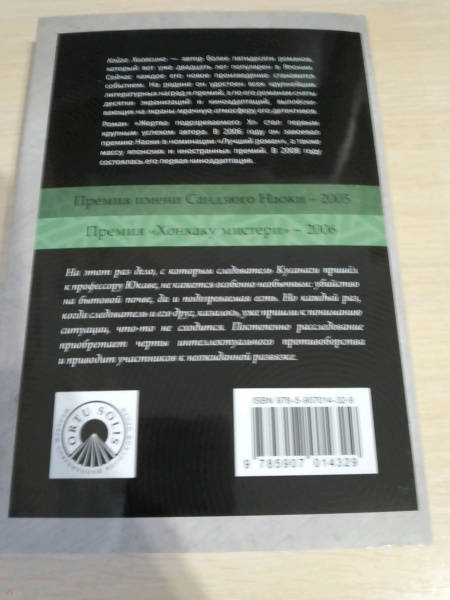 Кэйго Хигасино — автор более пятидесяти романов,
который вот уже двадцать лет популярен в Японии.
Сейчас каждое его новое произведение становится
событием. На родине он удостоен всех крупнейших
литературных наград и премий, а по его романам сняты
десятки экранизаций и киноадаптаций, выплёски-
вающих на экраны мрачную атмосферу его детективов.
Роман «Жертва подозреваемого X» стал первым
крупным успехом автора. В 2006 году он завоевал
премию Наоки в номинации «Лучший роман», а также
массу японских и иностранных премий. В 2008 году
состоялась его первая киноадаптация.
Премия имени Сандзюго Наоки – 2005
Премия «Хонкаку мистери» – 2006
На этот раз дело, с которым следователь Кусанаги пришёл
к профессору Юкаве, не кажется особенно необычным: убийство
на бытовой почве, да и подозреваемая есть. Но каждый раз,
когда следователь и его друг, казалось, уже пришли к пониманию
ситуации, что-то не сходится. Постепенно расследование
приобретает черты интеллектуального противоборства
и приводит участников к неожиданной развязке.
ORTU SOLIS
ISBN 978-5-907014-32-9
9 785907 014329